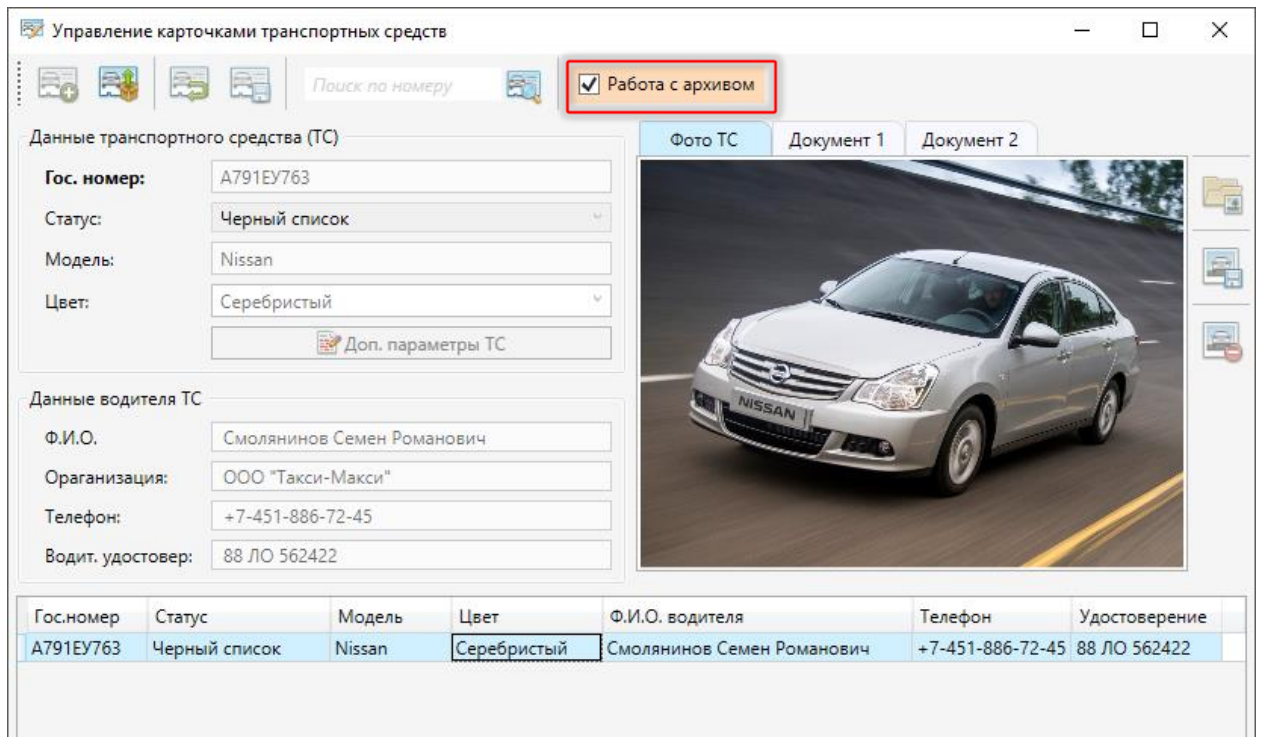 Управление карточками транспортных средств
Поиск по номеру
Работа с архивом
Данные транспортного средства (ТС)
Гос. номер: А791ЕУ763
Статус: Черный список
Модель: Nissan
Цвет: Серебристый
Доп. параметры ТС
Данные водителя ТС
Ф.И.О. Смолянинов Семен Романович
Ораганизация: ООО "Такси-Макси"
Телефон: +7-451-886-72-45
Водит. удостовер: 88 ЛО 562422
Фото ТС Документ 1 Документ 2
NISSAN
Гос.номер Статус Модель Цвет Ф.И.О. водителя Телефон Удостоверение
А791ЕУ763 Черный список Nissan Серебристый Смолянинов Семен Романович +7-451-886-72-45 88 ЛО 562422